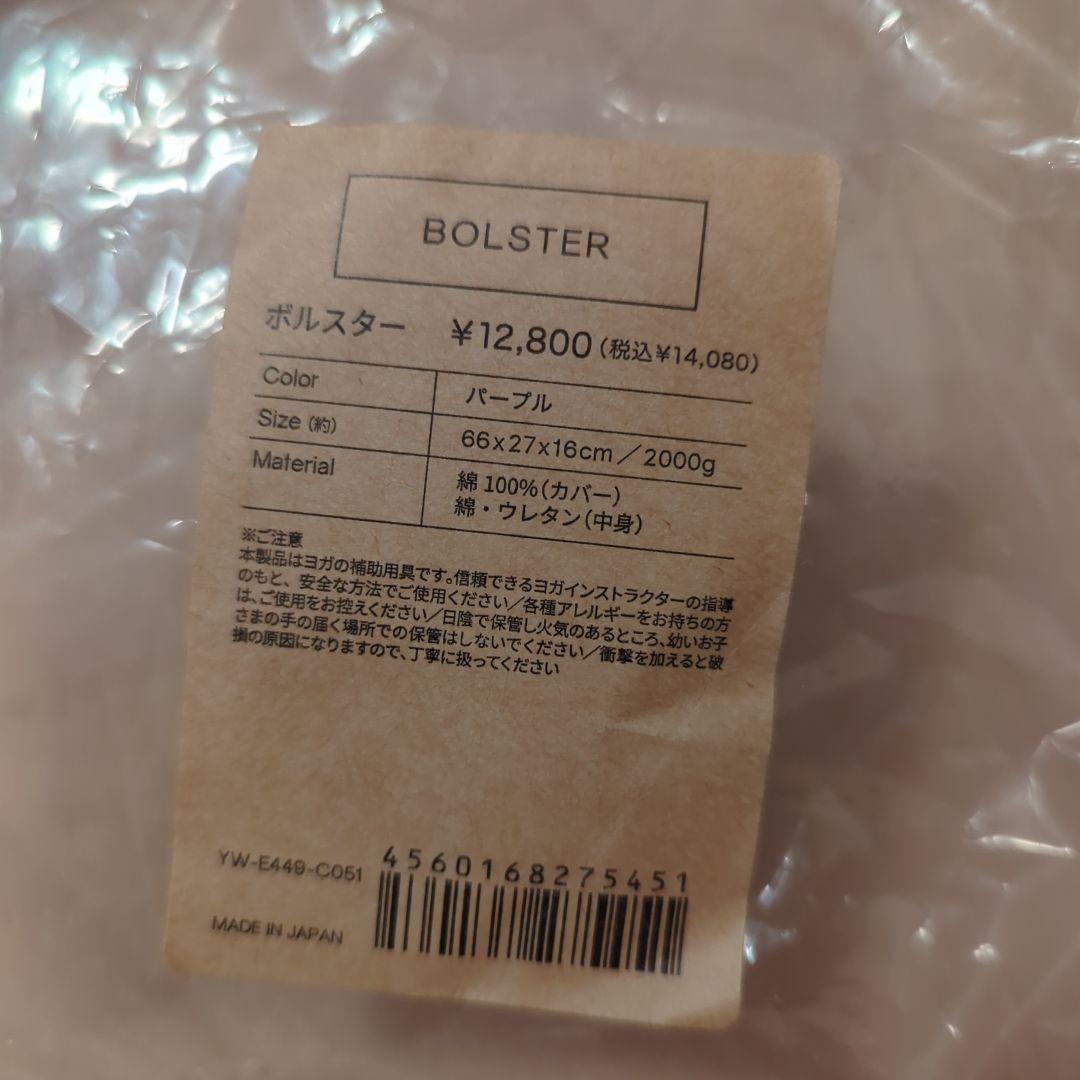 BOLSTER
ボルスター ¥12,800(税込¥14,080)
Color パープル
Size (約) 66x27x16cm／2000g
Material 綿 100%(カバー)
綿・ウレタン(中身)
※ご注意
本製品はヨガの補助用具です。信頼できるヨガインストラクターの指導
のもと、安全な方法でご使用ください／各種アレルギーをお持ちの方
は、ご使用をお控えください／日陰で保管し火気のあるところ、幼いお子
さまの手の届く場所での保管はしないでください／衝撃を加えると破
損の原因になりますので、丁寧に扱ってください
YW-E449-C051
4560168275451
MADE IN JAPAN